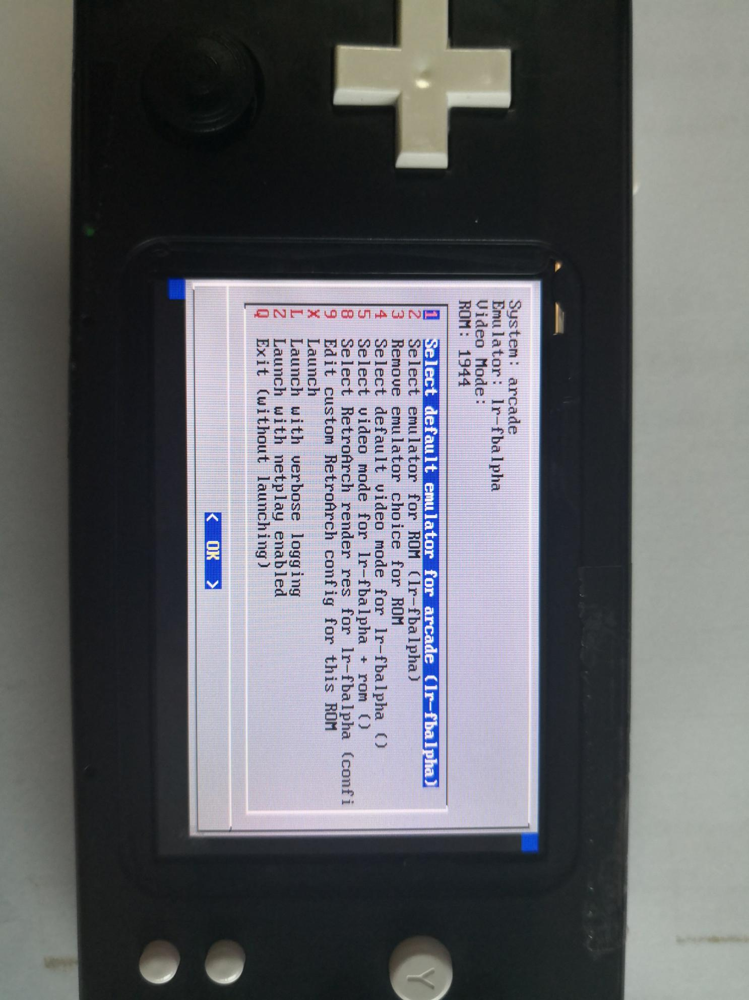 System: arcade
Emulator: lr-fbalpha
Video Mode:
ROM: 1944
1 Select default emulator for arcade (lr-fbalpha)
2 Select emulator for ROM (lr-fbalpha)
3 Remove emulator choice for ROM
4 Select default video mode for lr-fbalpha ()
5 Select video mode for lr-fbalpha + rom ()
8 Select RetroArch render res for lr-fbalpha (confi
9 Edit custom RetroArch config for this ROM
X Launch
L Launch with verbose logging
Z Launch with netplay enabled
Q Exit (without launching)
< OK >
Y